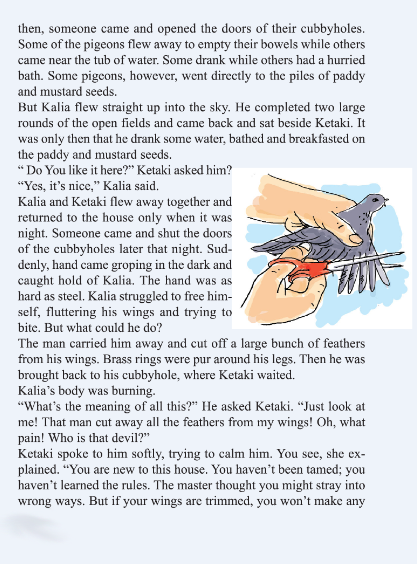 then, someone came and opened the doors of their cubbyholes.
Some of the pigeons flew away to empty their bowels while others
came near the tub of water. Some drank while others had a hurried
bath. Some pigeons, however, went directly to the piles of paddy
and mustard seeds.
But Kalia flew straight up into the sky. He completed two large
rounds of the open fields and came back and sat beside Ketaki. It
was only then that he drank some water, bathed and breakfasted on
the paddy and mustard seeds.
“ Do You like it here?” Ketaki asked him?
“Yes, it’s nice,” Kalia said.
Kalia and Ketaki flew away together and
returned to the house only when it was
night. Someone came and shut the doors
of the cubbyholes later that night. Sud-
denly, hand came groping in the dark and
caught hold of Kalia. The hand was as
hard as steel. Kalia struggled to free him-
self, fluttering his wings and trying to
bite. But what could he do?
The man carried him away and cut off a large bunch of feathers
from his wings. Brass rings were pur around his legs. Then he was
brought back to his cubbyhole, where Ketaki waited.
Kalia’s body was burning.
“What’s the meaning of all this?” He asked Ketaki. “Just look at
me! That man cut away all the feathers from my wings! Oh, what
pain! Who is that devil?”
Ketaki spoke to him softly, trying to calm him. You see, she ex-
plained. “You are new to this house. You haven’t been tamed; you
haven’t learned the rules. The master thought you might stray into
wrong ways. But if your wings are trimmed, you won’t make any